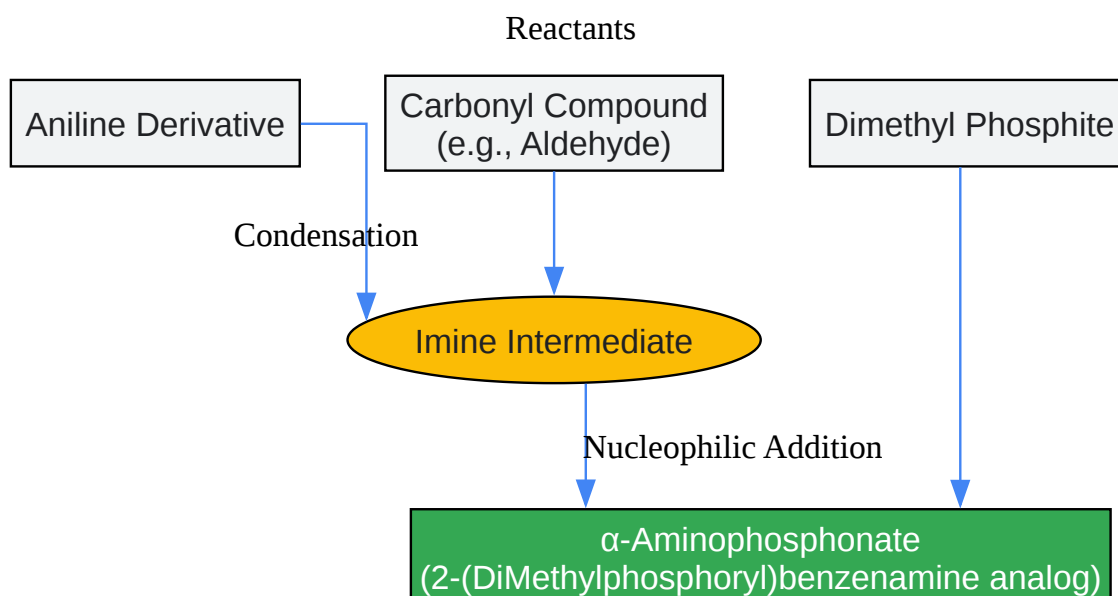 Reactants
Aniline Derivative
Carbonyl Compound
(e.g., Aldehyde)
Dimethyl Phosphite
Condensation
Imine Intermediate
Nucleophilic Addition
α-Aminophosphonate
(2-(DiMethylphosphoryl)benzenamine analog)